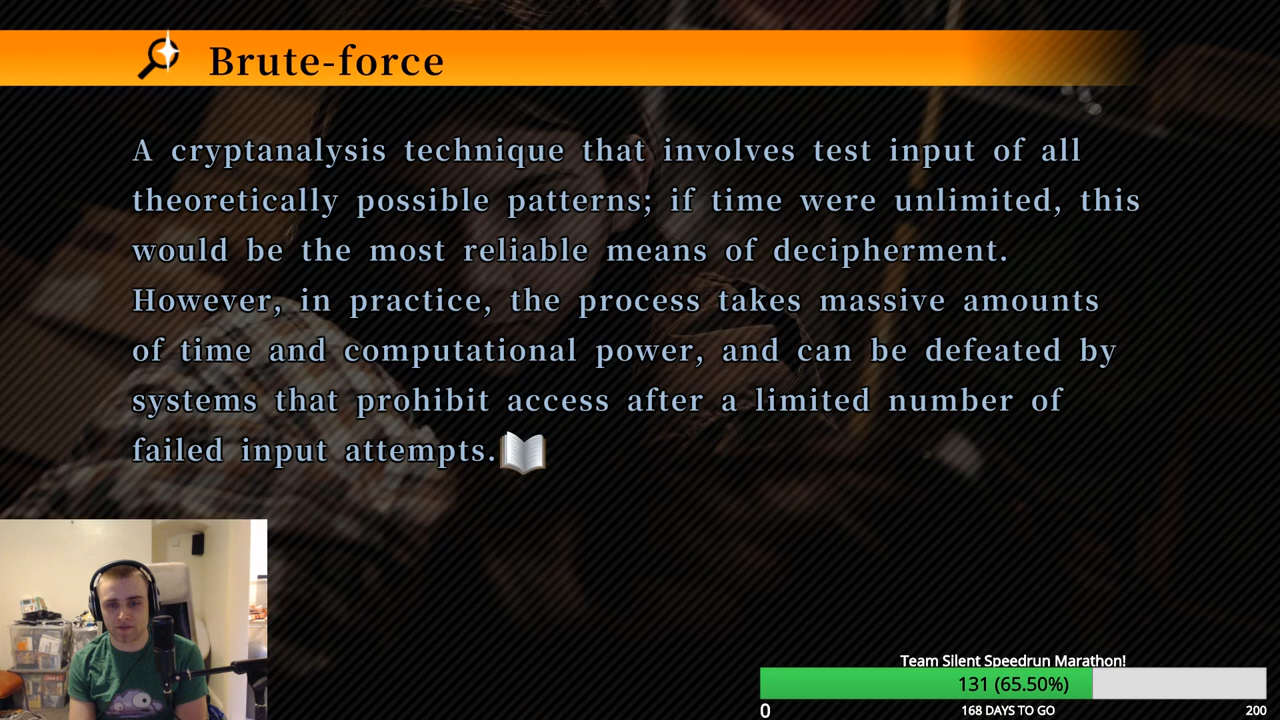 Brute-force
A cryptanalysis technique that involves test input of all
theoretically possible patterns; if time were unlimited, this
would be the most reliable means of decipherment.
However, in practice, the process takes massive amounts
of time and computational power, and can be defeated by
systems that prohibit access after a limited number of
failed input attempts.
Team Silent Speedrun Marathon!
131 (65.50%)
0 168 DAYS TO GO 200